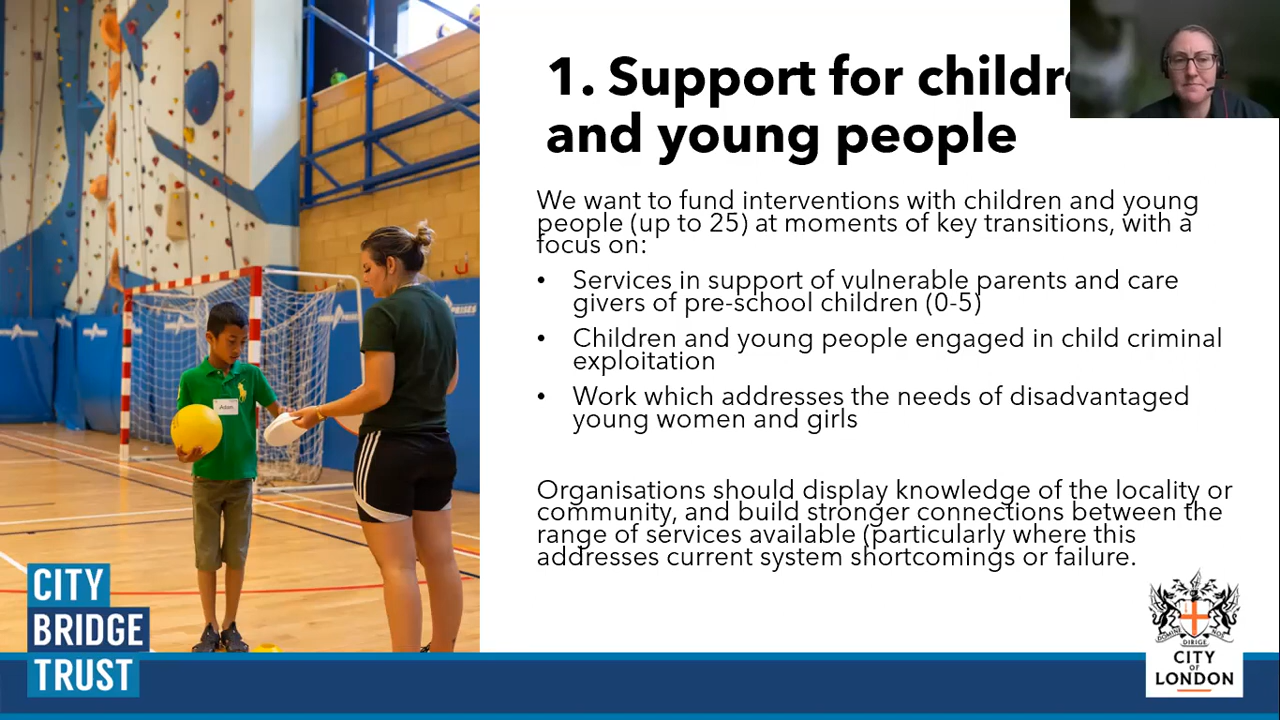 1. Support for childre
and young people
We want to fund interventions with children and young
people (up to 25) at moments of key transitions, with a
focus on:
• Services in support of vulnerable parents and care
givers of pre-school children (0-5)
• Children and young people engaged in child criminal
exploitation
• Work which addresses the needs of disadvantaged
young women and girls
Organisations should display knowledge of the locality or
community, and build stronger connections between the
range of services available (particularly where this
addresses current system shortcomings or failure.
Adam
CITY
BRIDGE
TRUST
DOMINE DIRIGE NOS
CITY
OF
LONDON